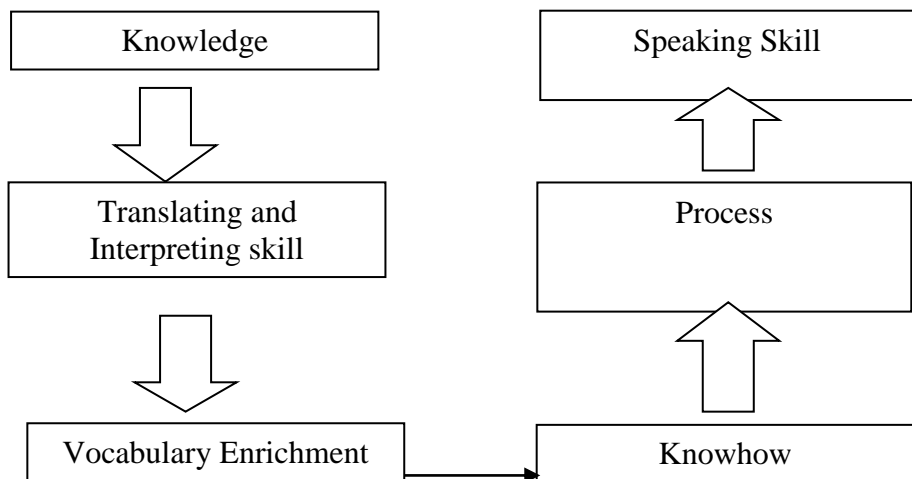 Knowledge
Translating and
Interpreting skill
Vocabulary Enrichment
Knowhow
Process
Speaking Skill